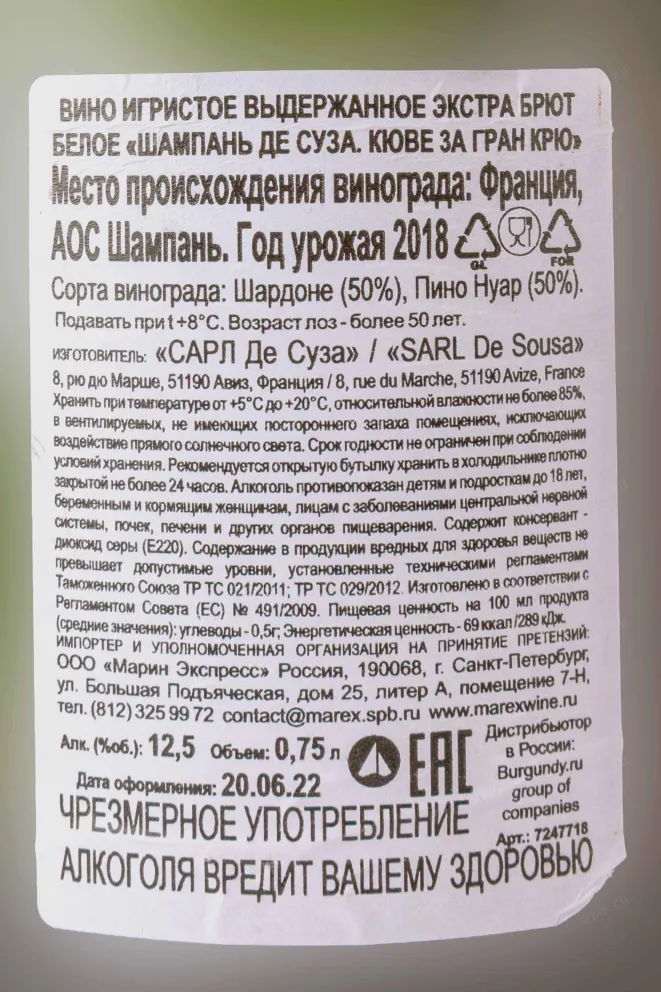 ВИНО ИГРИСТОЕ ВЫДЕРЖАННОЕ ЭКСТРА БРЮТ
БЕЛОЕ «ШАМПАНЬ ДЕ СУЗА. КЮВЕ 3А ГРАН КРЮ»
Место происхождения винограда: Франция,
АОС Шампань. Год урожая 2018
GL FOR
Сорта винограда: Шардоне (50%), Пино Нуар (50%).
Подавать при t +8°C. Возраст лоз - более 50 лет.
ИЗГОТОВИТЕЛЬ: «САРЛ Де Суза» / «SARL De Sousa»
8, рю дю Марше, 51190 Авиз, Франция / 8, rue du Marche, 51190 Avize, France
Хранить при температуре от +5°С до +20°С, относительной влажности не более 85%,
в вентилируемых, не имеющих постороннего запаха помещениях, исключающих
воздействие прямого солнечного света. Срок годности не ограничен при соблюдении
условий хранения. Рекомендуется открытую бутылку хранить в холодильнике плотно
закрытой не более 24 часов. Алкоголь противопоказан детям и подросткам до 18 лет,
беременным и кормящим женщинам, лицам с заболеваниями центральной нервной
системы, почек, печени и других органов пищеварения. Содержит консервант -
диоксид серы (Е220). Содержание в продукции вредных для здоровья веществ не
превышает допустимые уровни, установленные техническими регламентами
Таможенного Союза ТР ТС 021/2011; ТР ТС 029/2012. Изготовлено в соответствии с
Регламентом Совета (ЕС) № 491/2009. Пищевая ценность на 100 мл продукта
(средние значения): углеводы - 0,5г; Энергетическая ценность - 69 ккал /289 кДж.
ИМПОРТЕР И УПОЛНОМОЧЕННАЯ ОРГАНИЗАЦИЯ НА ПРИНЯТИЕ ПРЕТЕНЗИЙ:
ООО «Марин Экспресс» Россия, 190068, г. Санкт-Петербург,
ул. Большая Подъяческая, дом 25, литер А, помещение 7-Н,
тел. (812) 325 99 72 contact@marex.spb.ru www.marexwine.ru
Алк. (%об.): 12,5 Объем: 0,75 л
EAC
Дата оформления: 20.06.22
Дистрибьютор
в России:
Burgundy.ru
group of
companies
Арт.: 7247718
ЧРЕЗМЕРНОЕ УПОТРЕБЛЕНИЕ
АЛКОГОЛЯ ВРЕДИТ ВАШЕМУ ЗДОРОВЬЮ